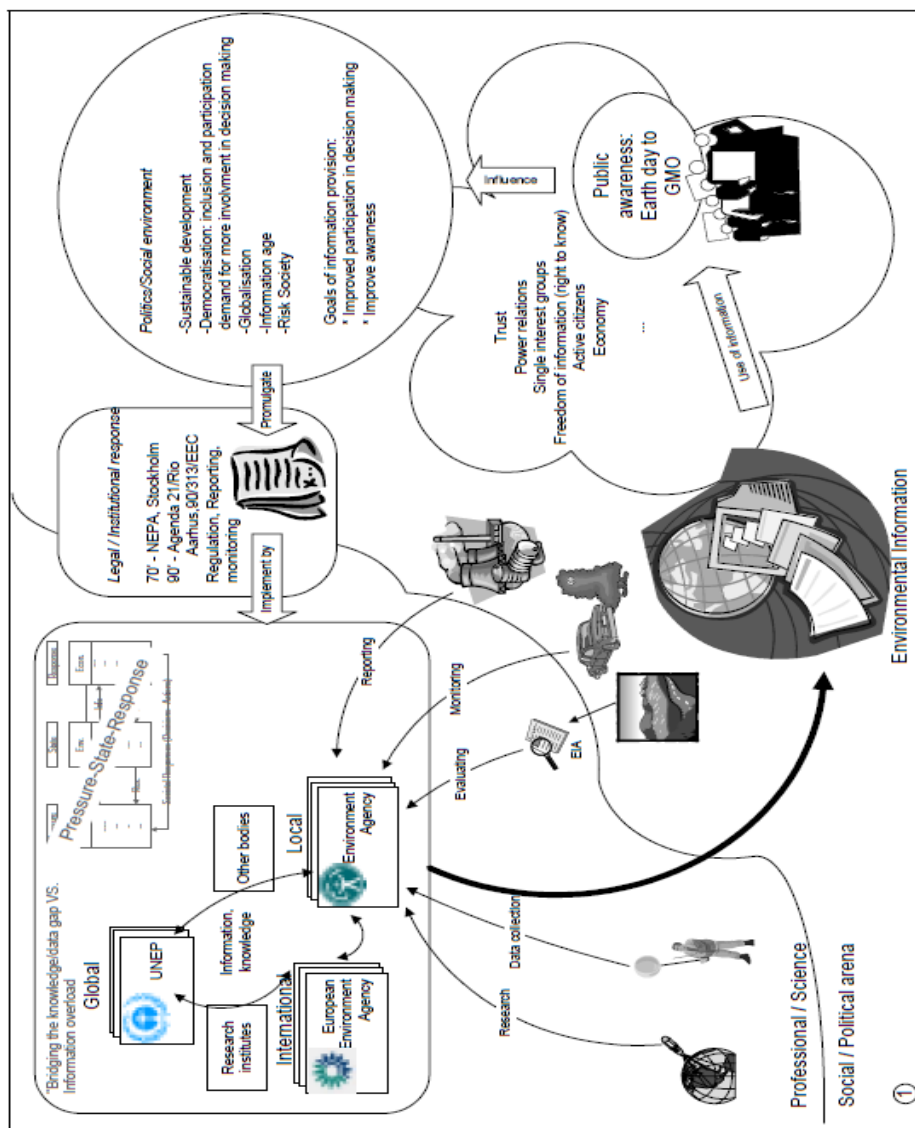 "Bridging the knowledge/data gap VS.
Information overload
Global
UNEP
Research
institutes
Information,
knowledge
Other bodies
International
European
Environment
Agency
Local
Environment
Agency
State
Response
Env.
Econ.
Pressure-State-Response
Implement by
Legal / Institutional response
70' - NEPA, Stockholm
90' - Agenda 21/Rio
Aarhus,90/313/EEC
Regulation, Reporting,
monitoring
Promulgate
Politics/Social environment
-Sustainable development
-Democratisation: inclusion and participation
demand for more involvment in decision making
-Globalisation
-Information age
-Risk Society
Goals of information provision:
* Improved participation in decision making
* Improve awarness
Influence
Public
awareness:
Earth day to
GMO
Trust
Power relations
Single interest groups
Freedom of information (right to know)
Active citizens
Economy
...
Use of information
Research
Data collection
Evaluating
EIA
Monitoring
Reporting
Environmental Information
Professional / Science
Social / Political arena
1